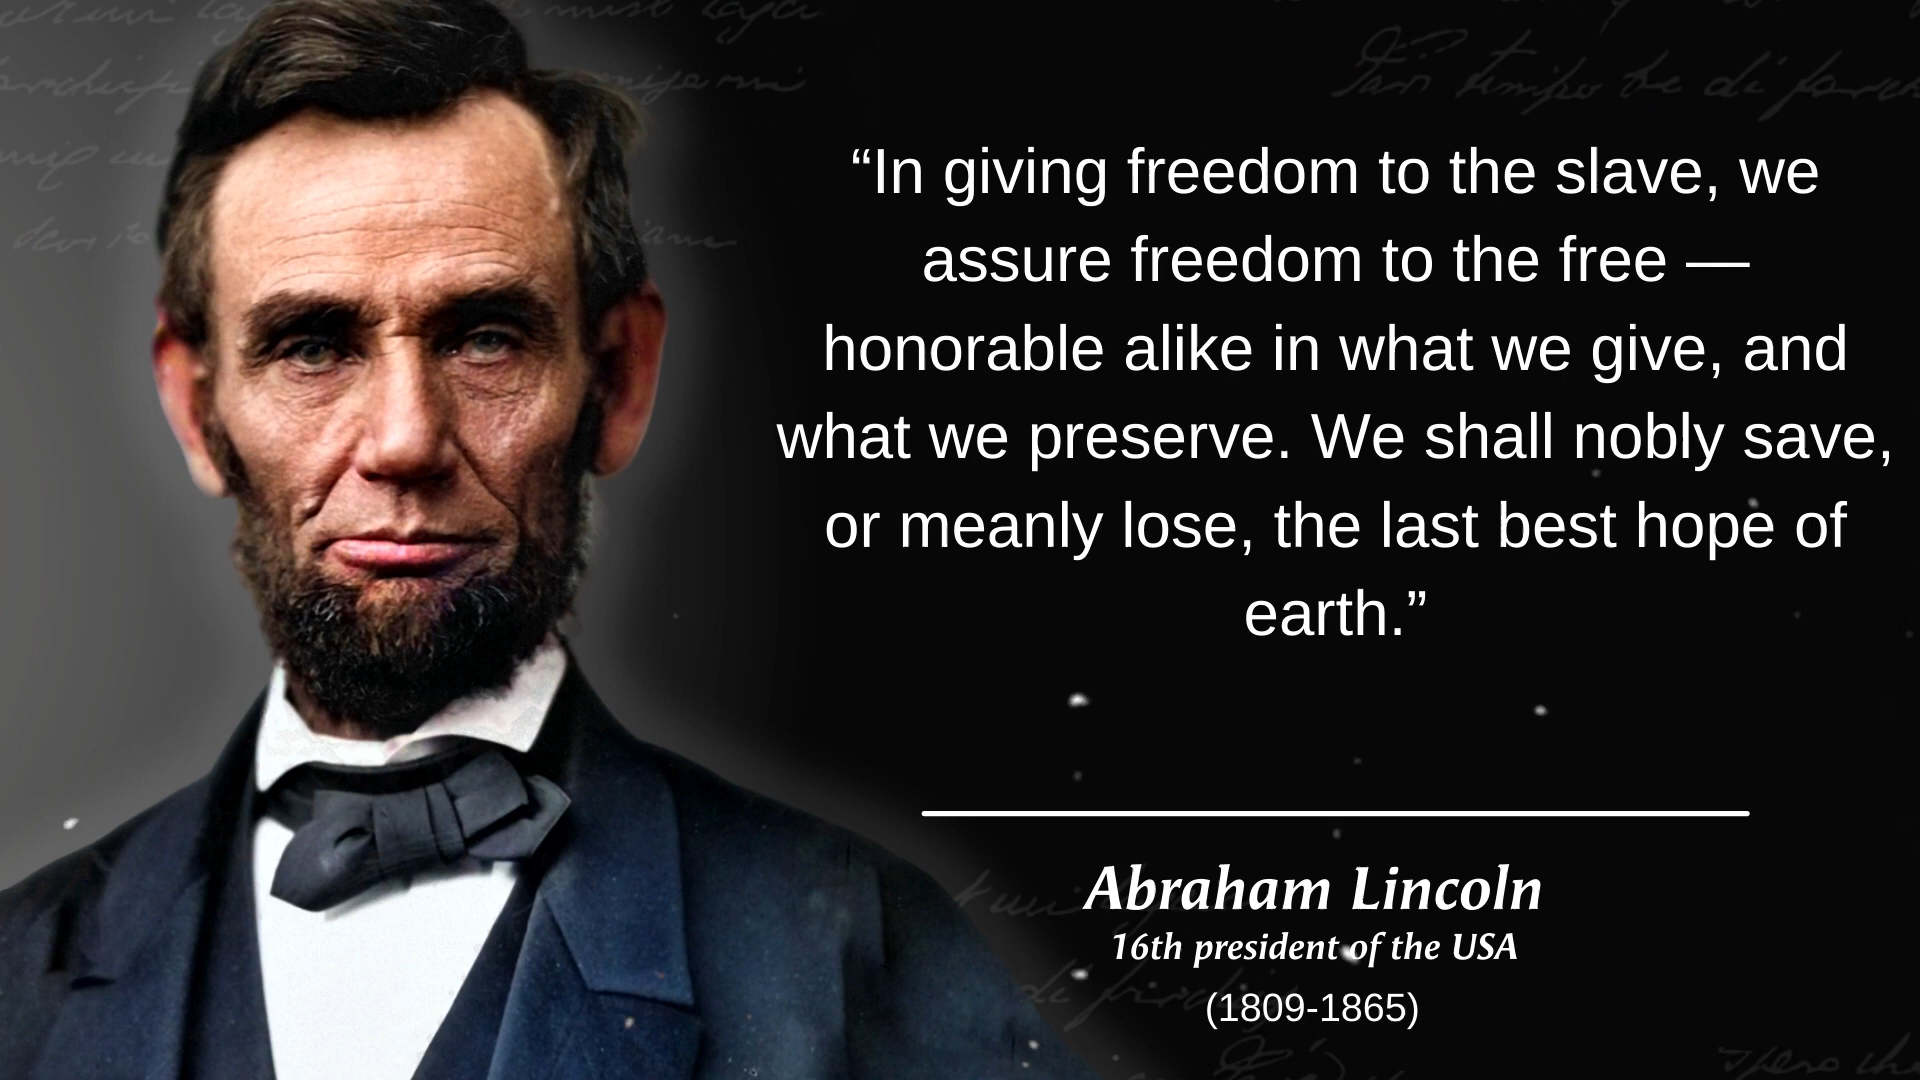 “In giving freedom to the slave, we
assure freedom to the free —
honorable alike in what we give, and
what we preserve. We shall nobly save,
or meanly lose, the last best hope of
earth.”
Abraham Lincoln
16th president of the USA
(1809-1865)